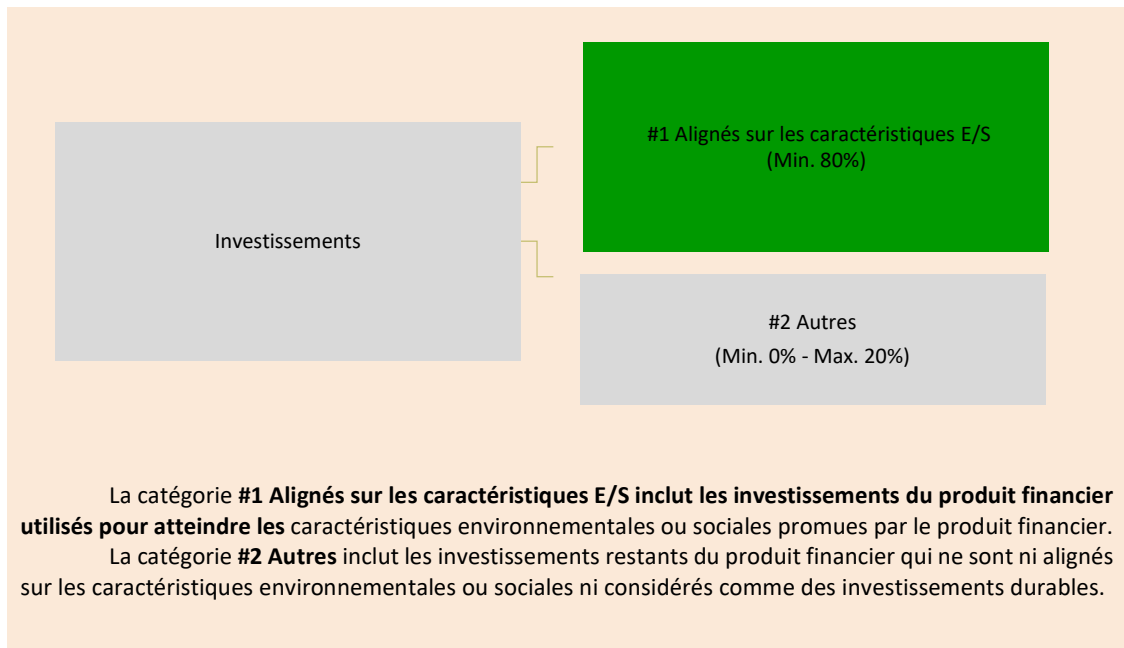 #1 Alignés sur les caractéristiques E/S
(Min. 80%)
Investissements
#2 Autres
(Min. 0% - Max. 20%)
La catégorie #1 Alignés sur les caractéristiques E/S inclut les investissements du produit financier
utilisés pour atteindre les caractéristiques environnementales ou sociales promues par le produit financier.
La catégorie #2 Autres inclut les investissements restants du produit financier qui ne sont ni alignés
sur les caractéristiques environnementales ou sociales ni considérés comme des investissements durables.